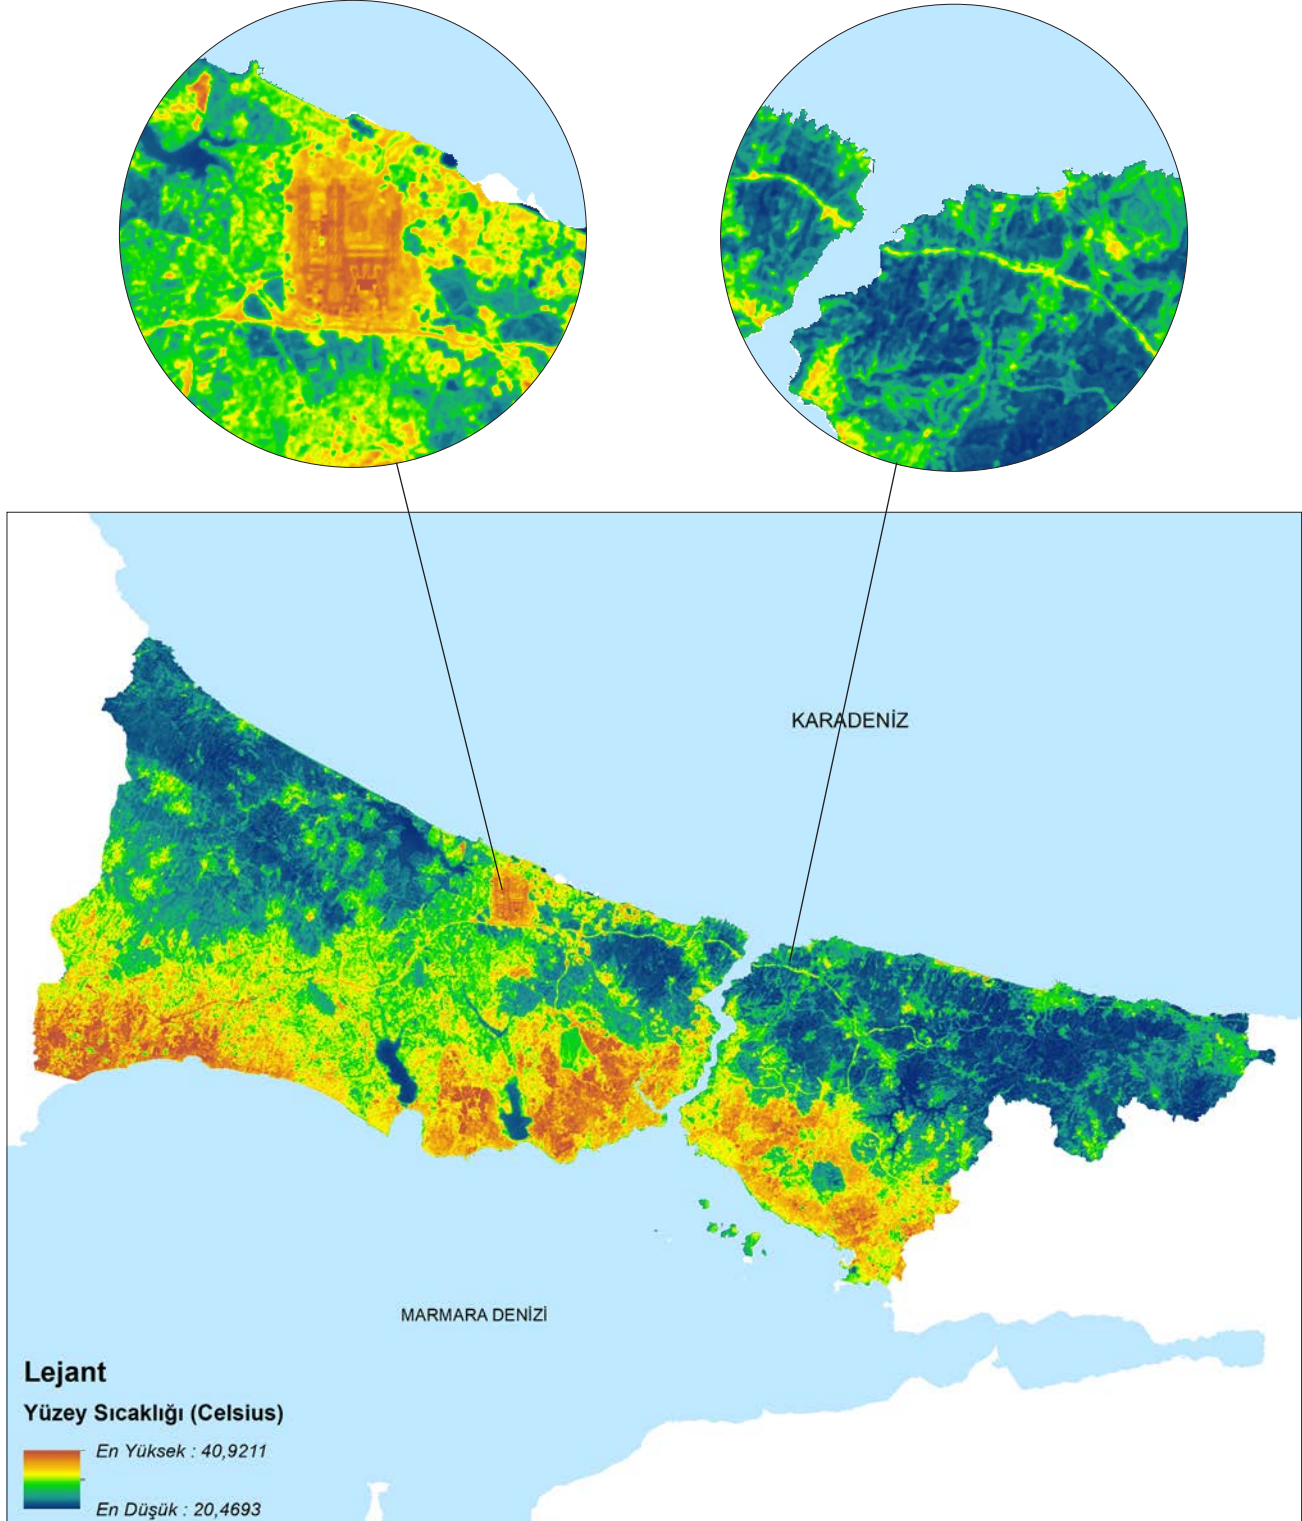 KARADENİZ
MARMARA DENİZİ
Lejant
Yüzey Sıcaklığı (Celsius)
En Yüksek : 40,9211
En Düşük : 20,4693